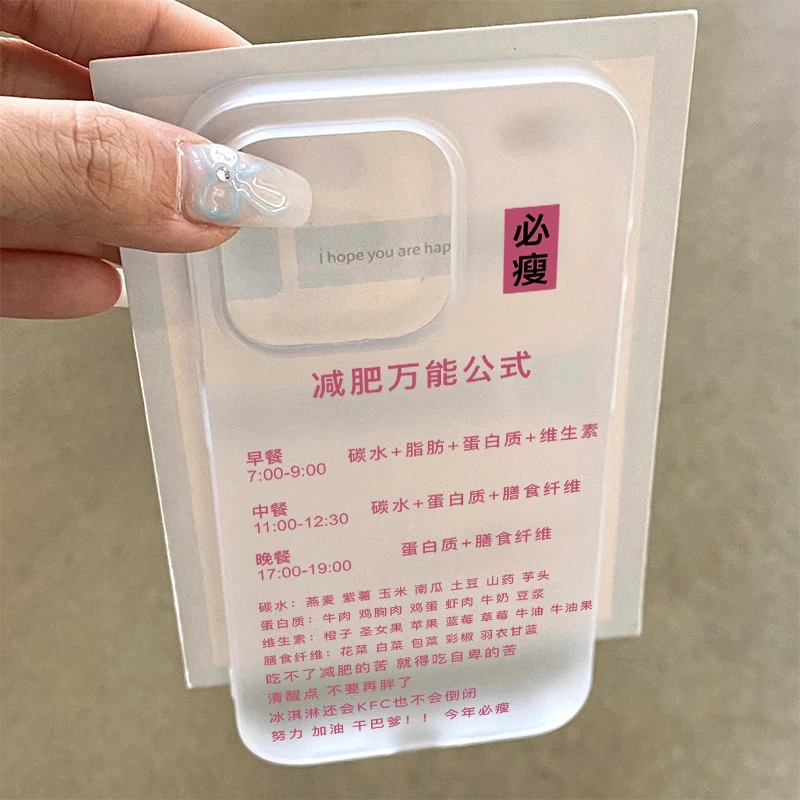 i hope you are hap
必
瘦
减肥万能公式
早餐 碳水+脂肪+蛋白质+维生素
7:00-9:00
中餐 碳水+蛋白质+膳食纤维
11:00-12:30
晚餐 蛋白质+膳食纤维
17:00-19:00
碳水：燕麦 紫薯 玉米 南瓜 土豆 山药 芋头
蛋白质：牛肉 鸡胸肉 鸡蛋 虾肉 牛奶 豆浆
维生素：橙子 圣女果 苹果 蓝莓 草莓 牛油 牛油果
膳食纤维：花菜 白菜 包菜 彩椒 羽衣甘蓝
吃不了减肥的苦 就得吃自卑的苦
清醒点 不要再胖了
冰淇淋还会KFC也不会倒闭
努力 加油 干巴爹！！ 今年必瘦